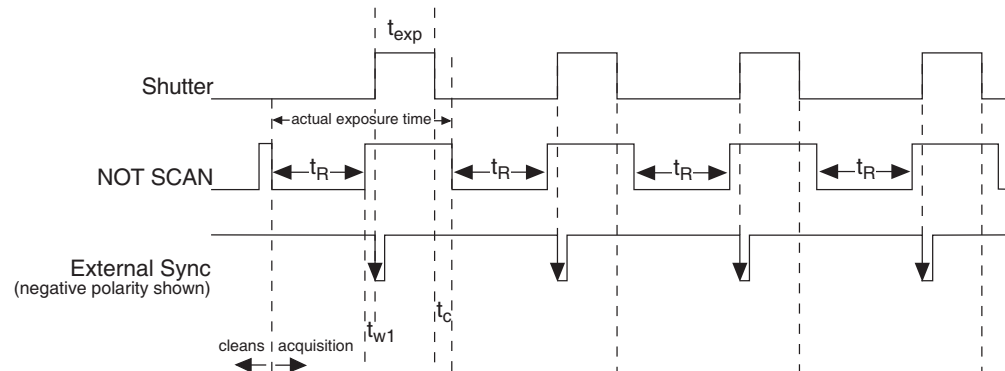 t_exp
Shutter
actual exposure time
NOT SCAN
t_R
t_R
t_R
t_R
External Sync
(negative polarity shown)
t_w1
t_c
cleans
acquisition